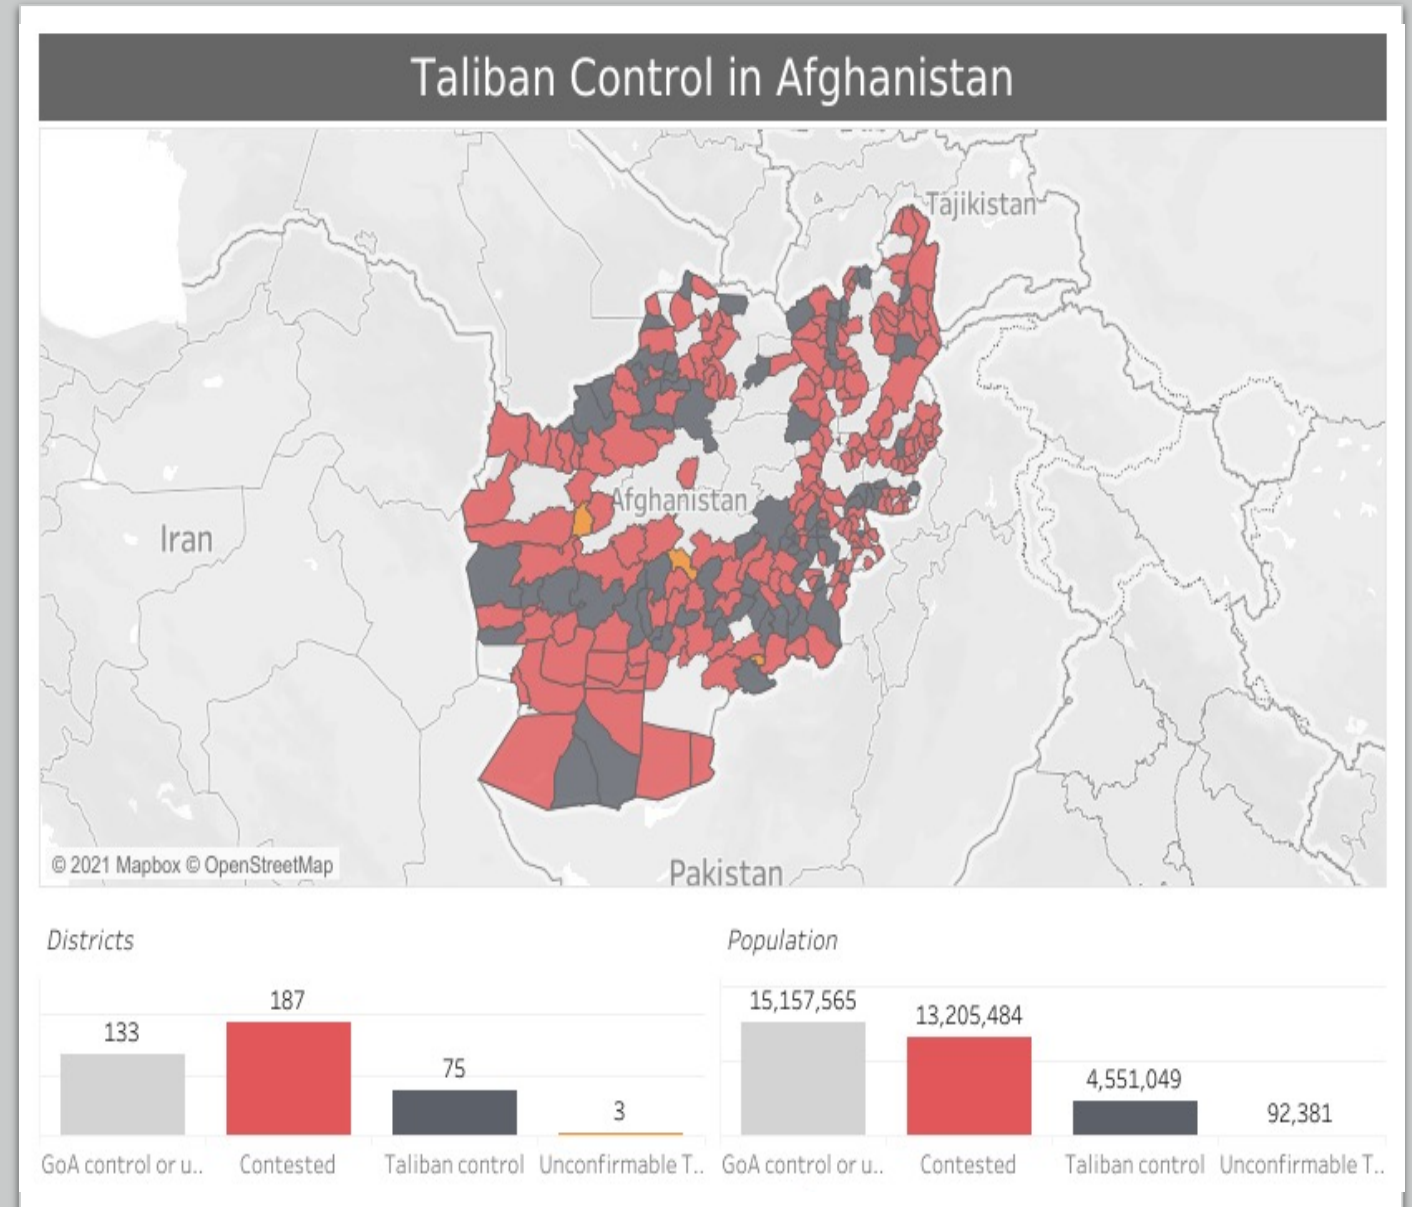 Taliban Control in Afghanistan
Tajikistan
Afghanistan
Iran
Pakistan
© 2021 Mapbox © OpenStreetMap
Districts
133
187
75
3
GoA control or u..
Contested
Taliban control
Unconfirmable T..
Population
15,157,565
13,205,484
4,551,049
92,381
GoA control or u..
Contested
Taliban control
Unconfirmable T..